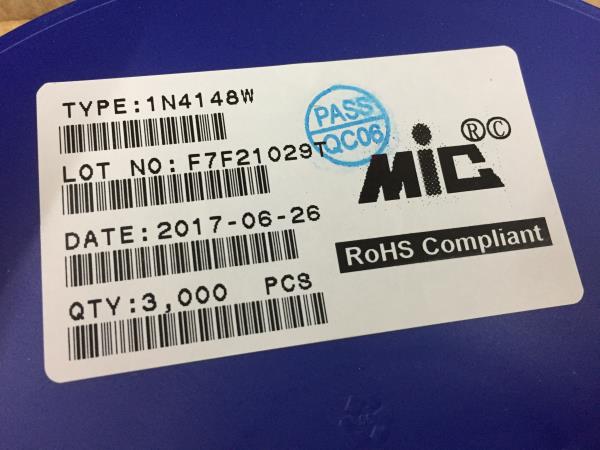 TYPE:1N4148W
LOT NO:F7F21029T
DATE:2017-06-26
QTY:3,000 PCS
PASS
QC06
MIC ® ©
RoHS Compliant